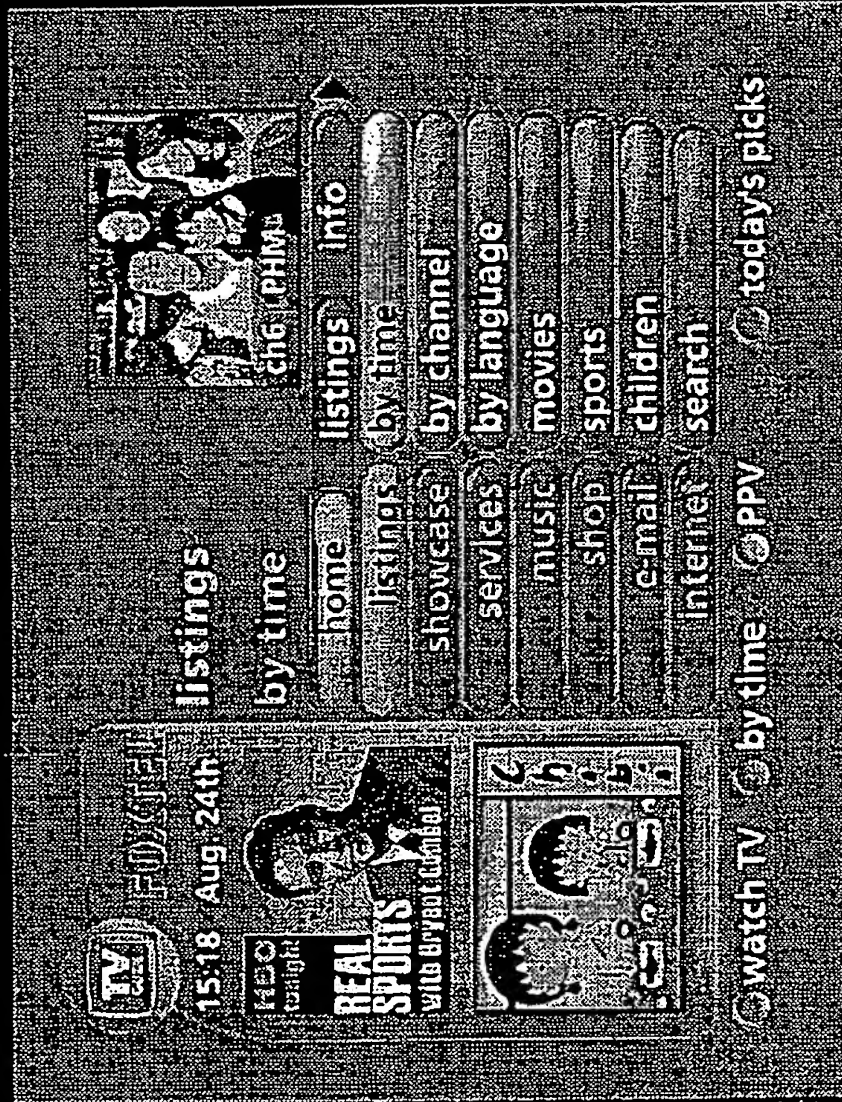 TV
FOXTEL
15:18 Aug 24th
HBO
tonight
REAL
SPORTS
with Bryant Gumbel
listings
by time
home
listings
showcase
services
music
shop
e-mail
internet
Ch6 PHM
listings info
by time
by channel
by language
movies
sports
children
search
watch TV by time PPV today's picks